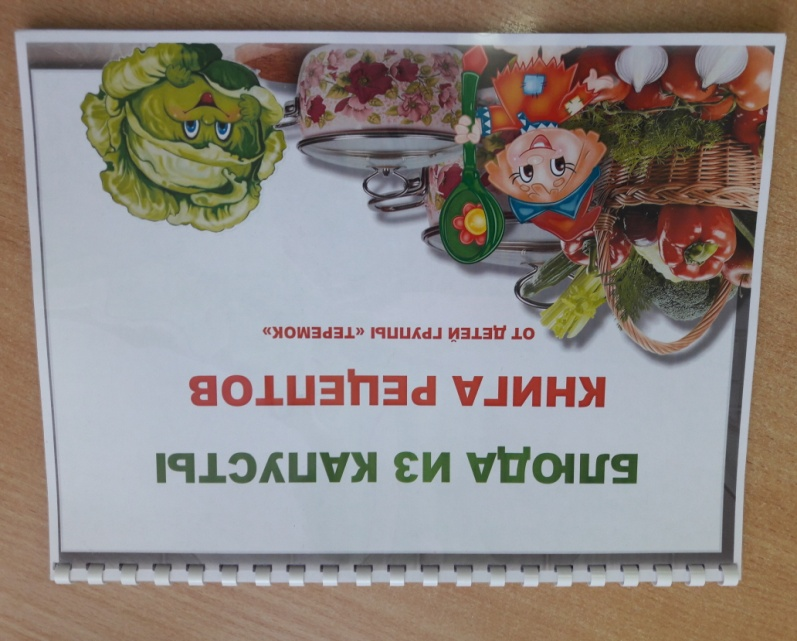 БЛЮДА ИЗ КАПУСТЫ
КНИГА РЕЦЕПТОВ
ОТ ДЕТЕЙ ГРУППЫ «ТЕРЕМОК»